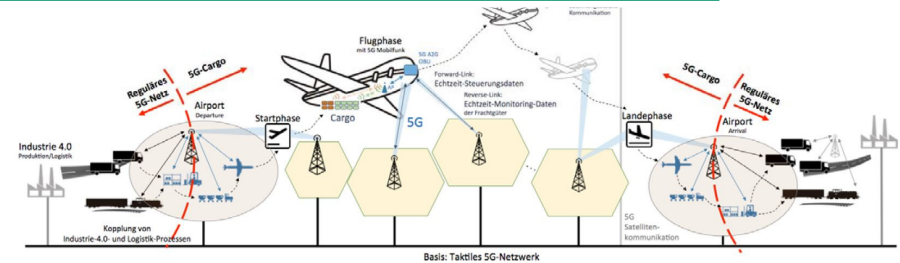 Kommunikation
Flugphase
mit 5G Mobilfunk
5G A2G
OBU
Reguläres
5G-Netz
5G-Cargo
Forward-Link:
Echtzeit-Steuerungsdaten
Reverse-Link:
Echtzeit-Monitoring-Daten
der Frachtgüter
5G-Cargo
Reguläres
5G-Netz
Airport
Departure
Startphase
Cargo
5G
Landephase
Airport
Arrival
Industrie 4.0
Produktion/Logistik
Kopplung von
Industrie-4.0- und Logistik-Prozessen
5G
Satelliten-
kommunikation
Basis: Taktiles 5G-Netzwerk